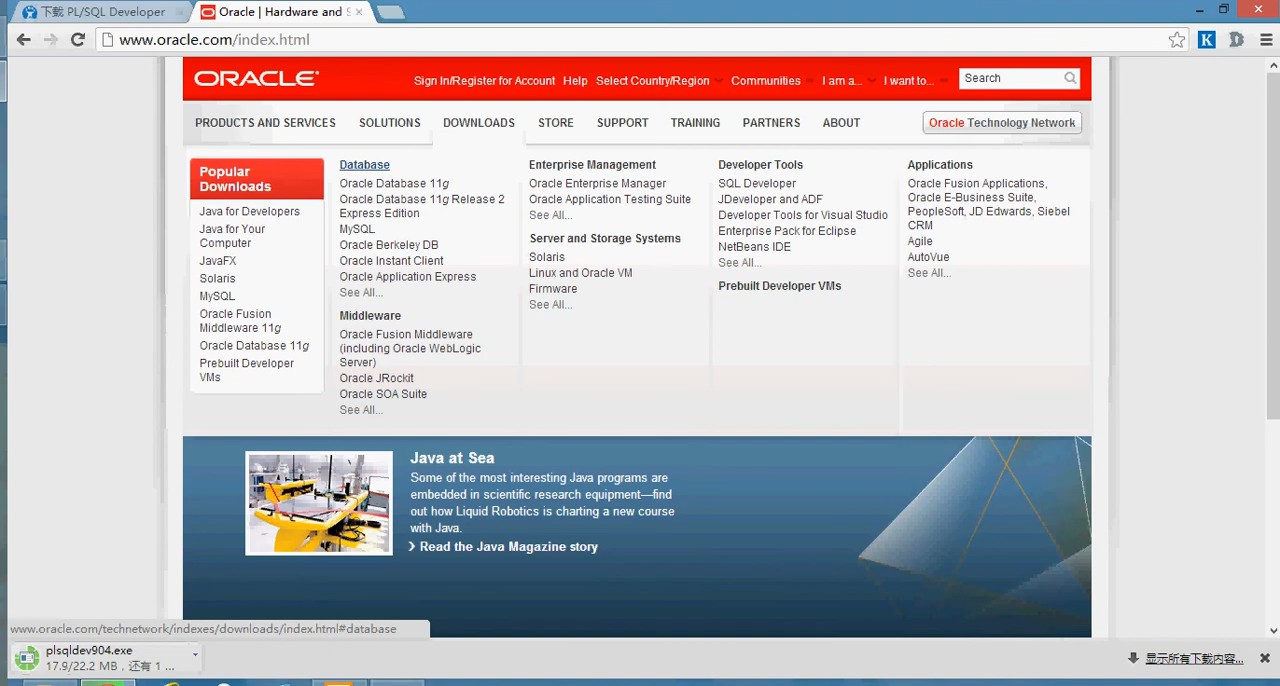 下载 PL/SQL Developer
Oracle | Hardware and S
www.oracle.com/index.html
ORACLE®
Sign In/Register for Account Help Select Country/Region Communities I am a... I want to... Search
PRODUCTS AND SERVICES SOLUTIONS DOWNLOADS STORE SUPPORT TRAINING PARTNERS ABOUT Oracle Technology Network
Popular
Downloads
Java for Developers
Java for Your
Computer
JavaFX
Solaris
MySQL
Oracle Fusion
Middleware 11g
Oracle Database 11g
Prebuilt Developer
VMs
Database
Oracle Database 11g
Oracle Database 11g Release 2
Express Edition
MySQL
Oracle Berkeley DB
Oracle Instant Client
Oracle Application Express
See All...
Middleware
Oracle Fusion Middleware
(including Oracle WebLogic
Server)
Oracle JRockit
Oracle SOA Suite
See All...
Enterprise Management
Oracle Enterprise Manager
Oracle Application Testing Suite
See All...
Server and Storage Systems
Solaris
Linux and Oracle VM
Firmware
See All...
Developer Tools
SQL Developer
JDeveloper and ADF
Developer Tools for Visual Studio
Enterprise Pack for Eclipse
NetBeans IDE
See All...
Prebuilt Developer VMs
Applications
Oracle Fusion Applications,
Oracle E-Business Suite,
PeopleSoft, JD Edwards, Siebel
CRM
Agile
AutoVue
See All...
Java at Sea
Some of the most interesting Java programs are
embedded in scientific research equipment—find
out how Liquid Robotics is charting a new course
with Java.
Read the Java Magazine story
www.oracle.com/technetwork/indexes/downloads/index.html#database
plsqldev904.exe
17.9/22.2 MB，还有 1 ...
显示所有下载内容...